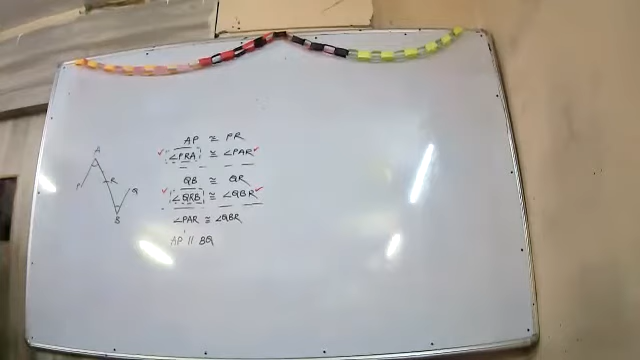 A
P
R
Q
B
AP ≅ PR
∠PRA ≅ ∠PAR
QB ≅ QR
∠QRB ≅ ∠QBR
∠PAR ≅ ∠QBR
AP || BQ